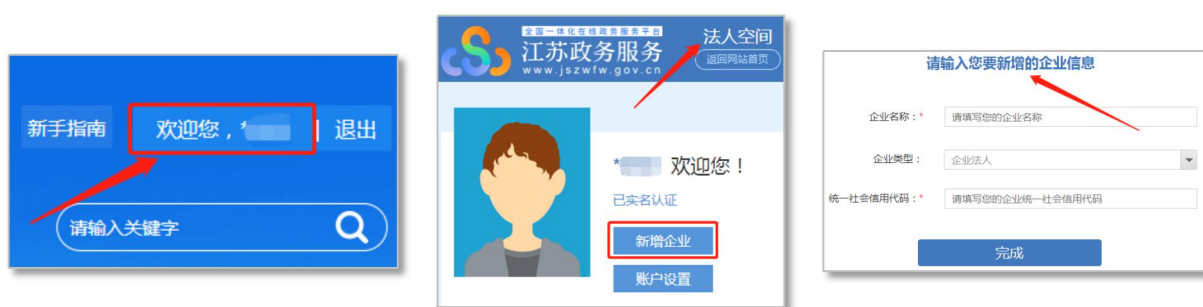 新手指南
欢迎您，*
退出
请输入关键字
全国一体化在线政务服务平台
江苏政务服务
www.jszwfw.gov.cn
法人空间
返回网站首页
* 欢迎您！
已实名认证
新增企业
账户设置
请输入您要新增的企业信息
企业名称：* 请填写您的企业名称
企业类型： 企业法人
统一社会信用代码：* 请填写您的企业统一社会信用代码
完成